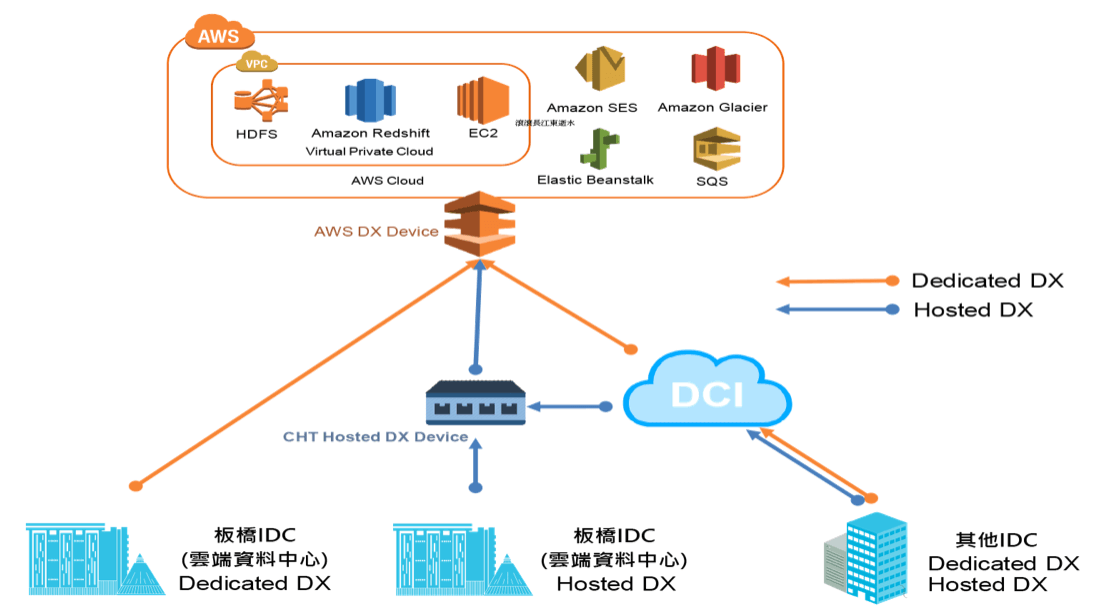 AWS
VPC
HDFS
Amazon Redshift
EC2
Virtual Private Cloud
AWS Cloud
Amazon SES
Amazon Glacier
滾滾長江東逝水
Elastic Beanstalk
SQS
AWS DX Device
Dedicated DX
Hosted DX
DCI
CHT Hosted DX Device
板橋IDC
(雲端資料中心)
Dedicated DX
板橋IDC
(雲端資料中心)
Hosted DX
其他IDC
Dedicated DX
Hosted DX